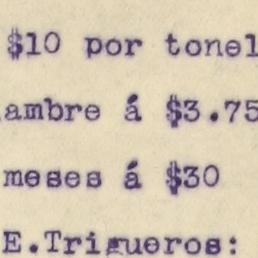 $10 por tonel
ambre á $3.75
meses á $30
E.Trigueros: